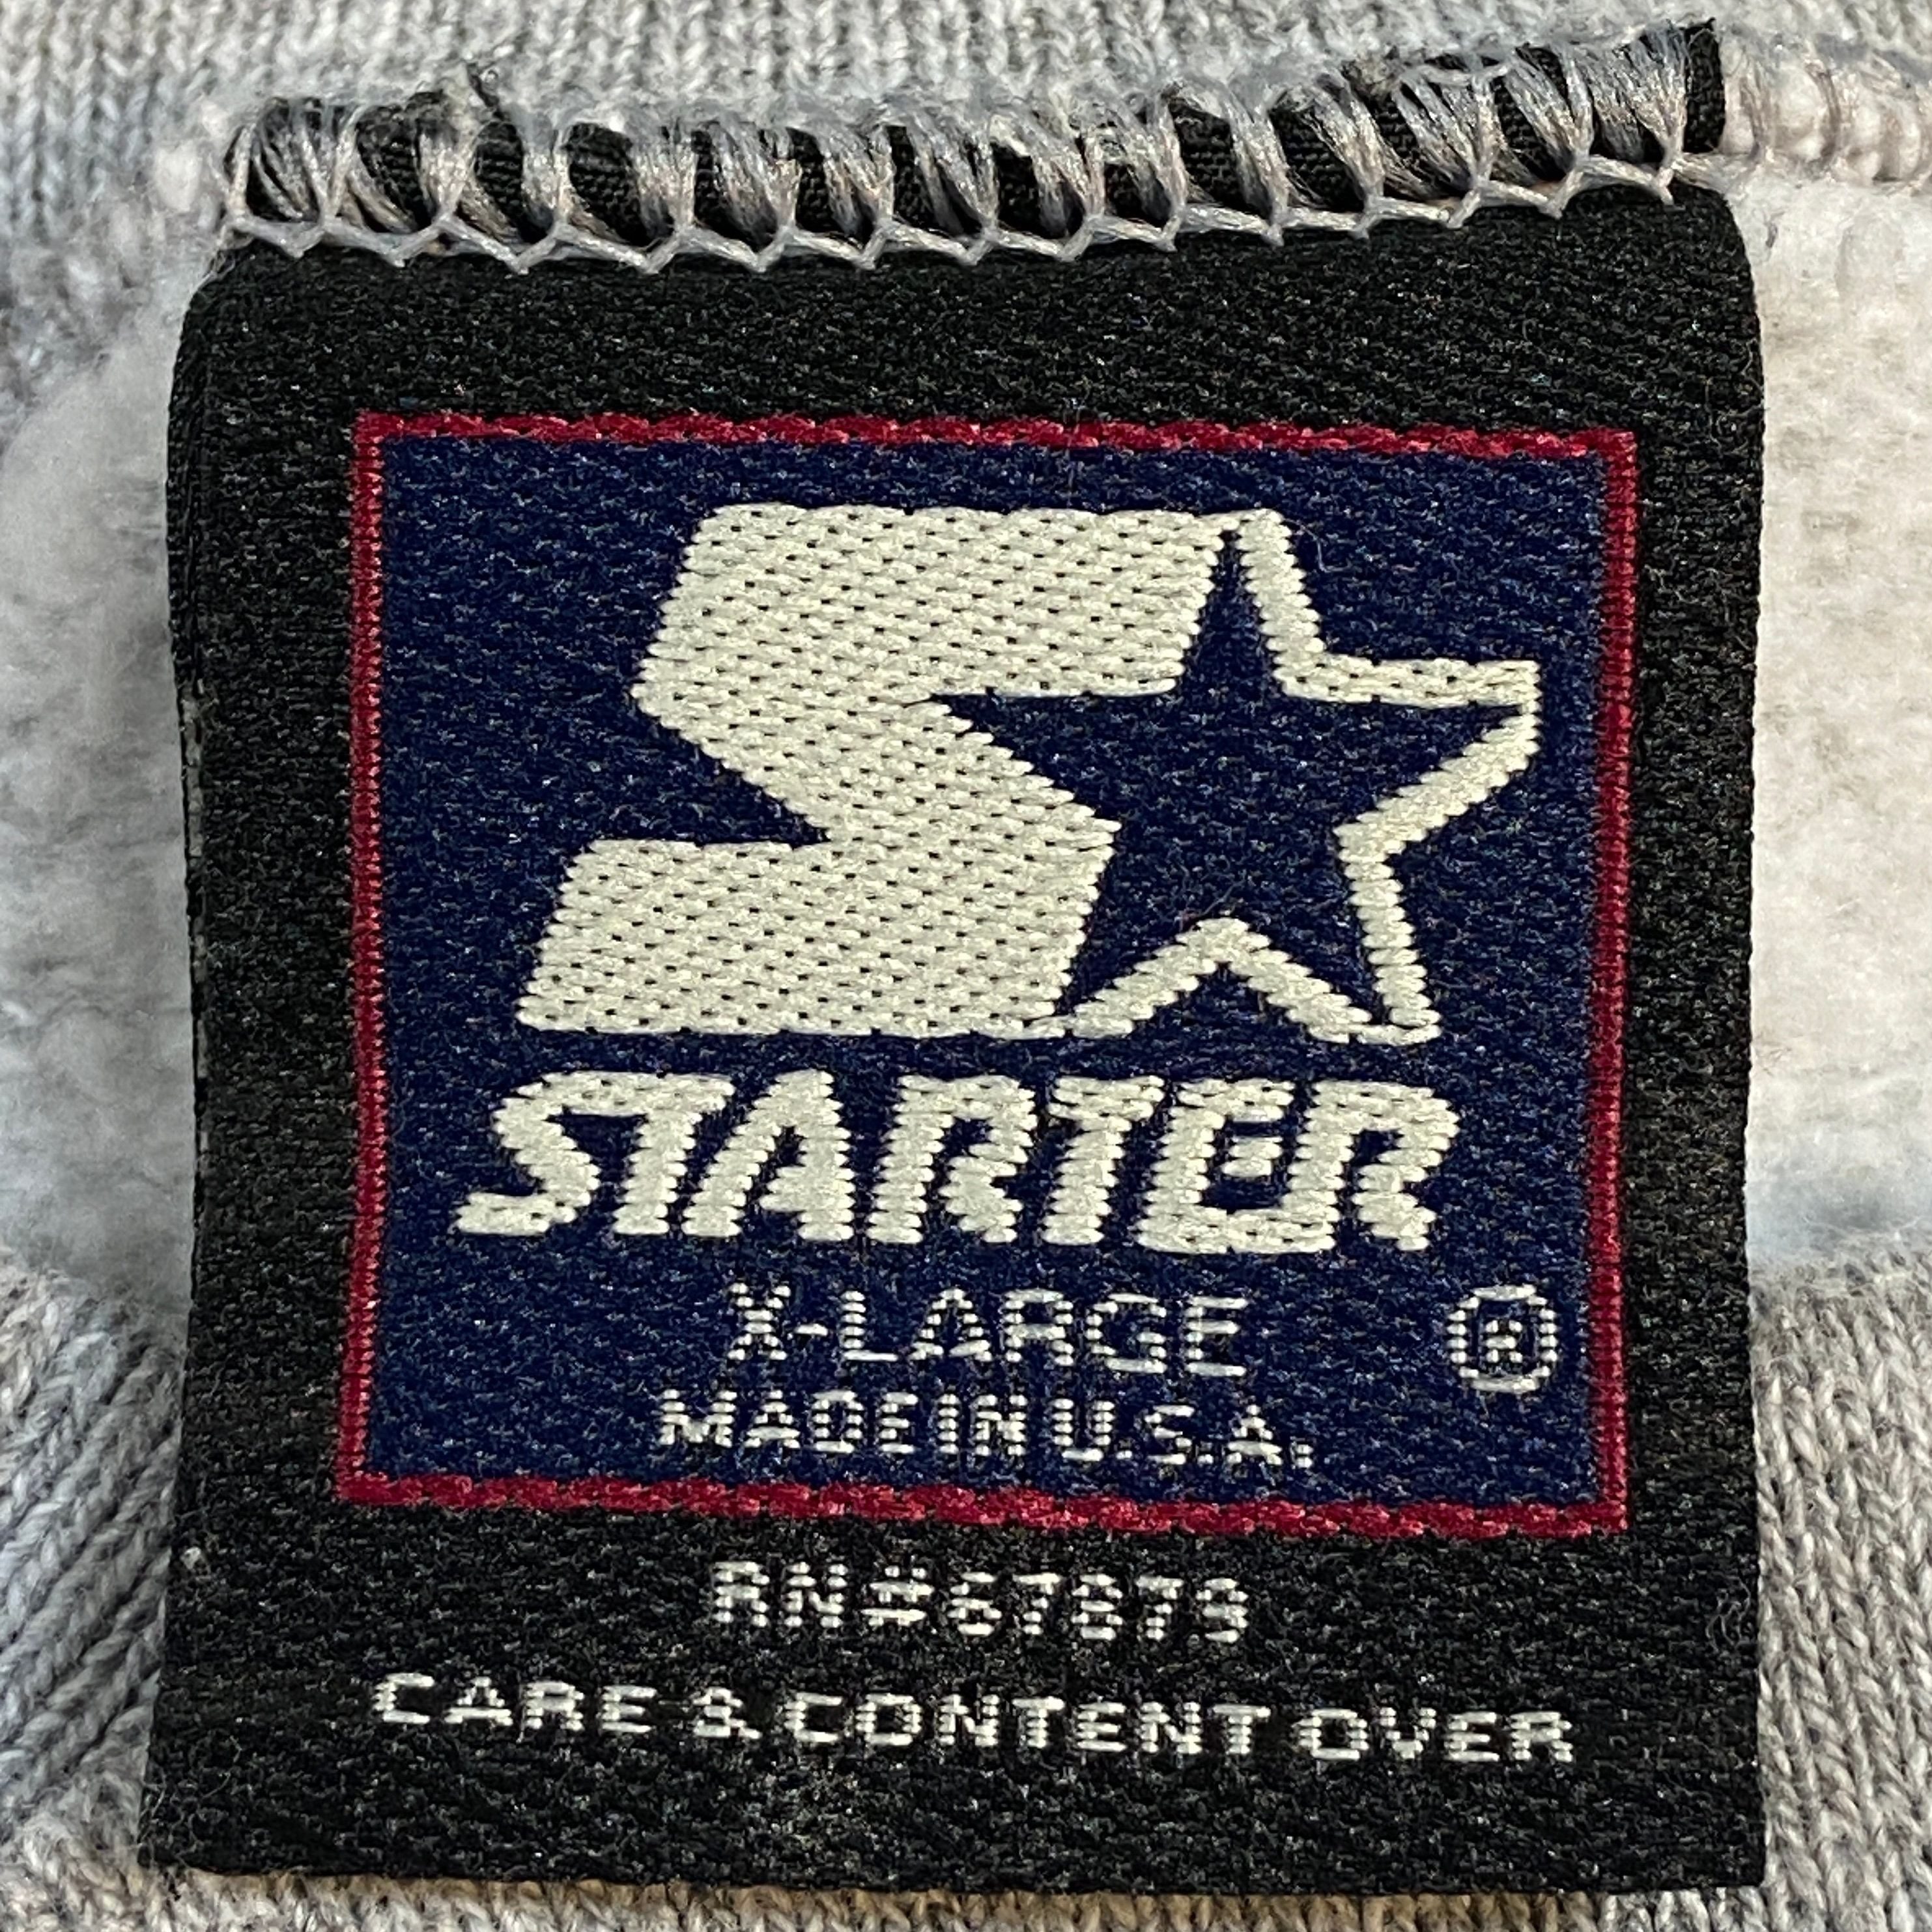 STARTER
X-LARGE ®
MADE IN U.S.A.
RN#67879
CARE & CONTENT OVER